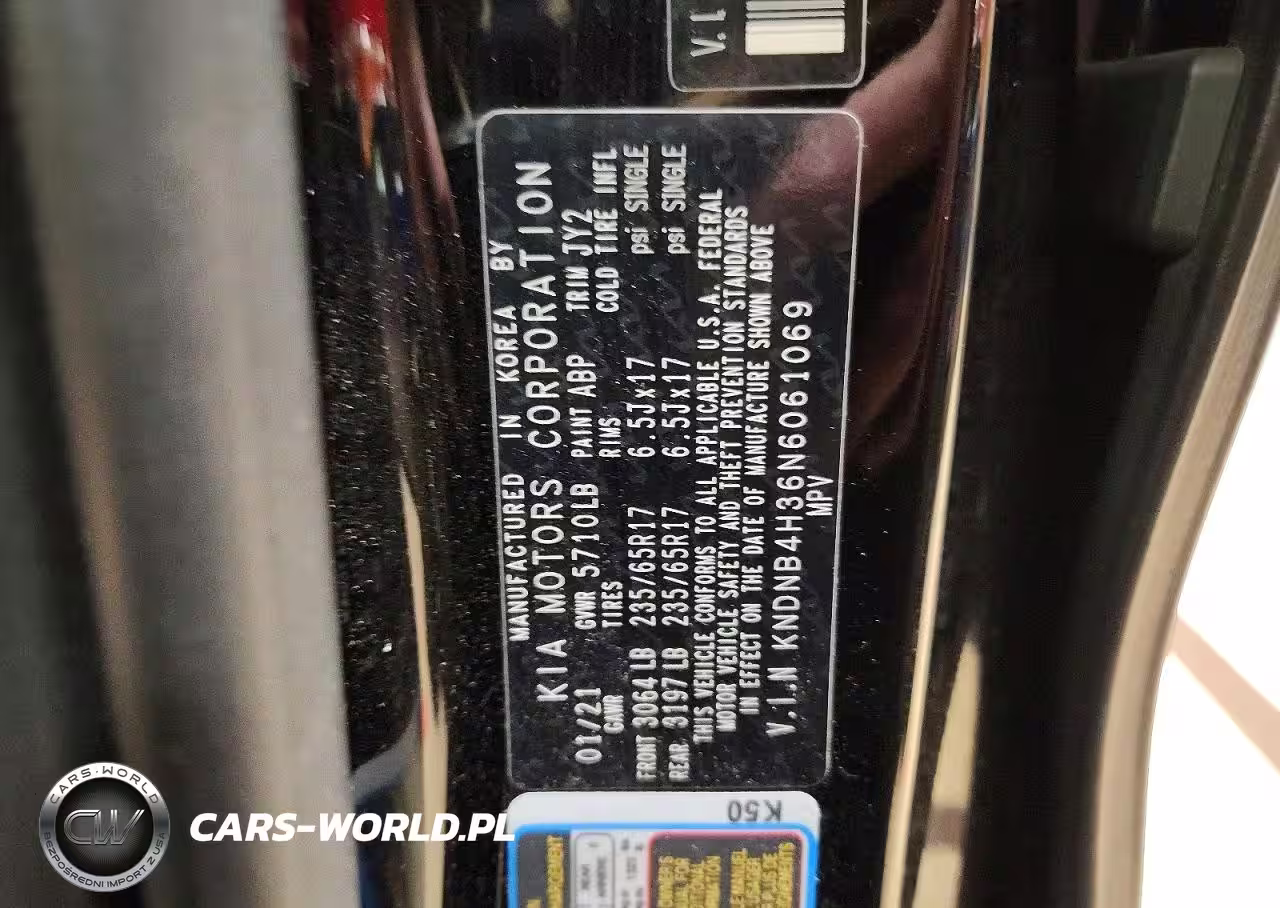 V.I
MANUFACTURED IN KOREA BY
KIA MOTORS CORPORATION
01/21 GVWR 5710LB PAINT ABP TRIM JY2
GAWR TIRES RIMS COLD TIRE INFL
FRONT 3064LB 235/65R17 6.5Jx17 psi SINGLE
REAR 3197LB 235/65R17 6.5Jx17 psi SINGLE
THIS VEHICLE CONFORMS TO ALL APPLICABLE U.S.A. FEDERAL
MOTOR VEHICLE SAFETY AND THEFT PREVENTION STANDARDS
IN EFFECT ON THE DATE OF MANUFACTURE SHOWN ABOVE
V.I.N KNDNB4H36N6061069
MPV
K50
CARS-WORLD
CW
BEZPOŚREDNI IMPORT Z USA
CARS-WORLD.PL